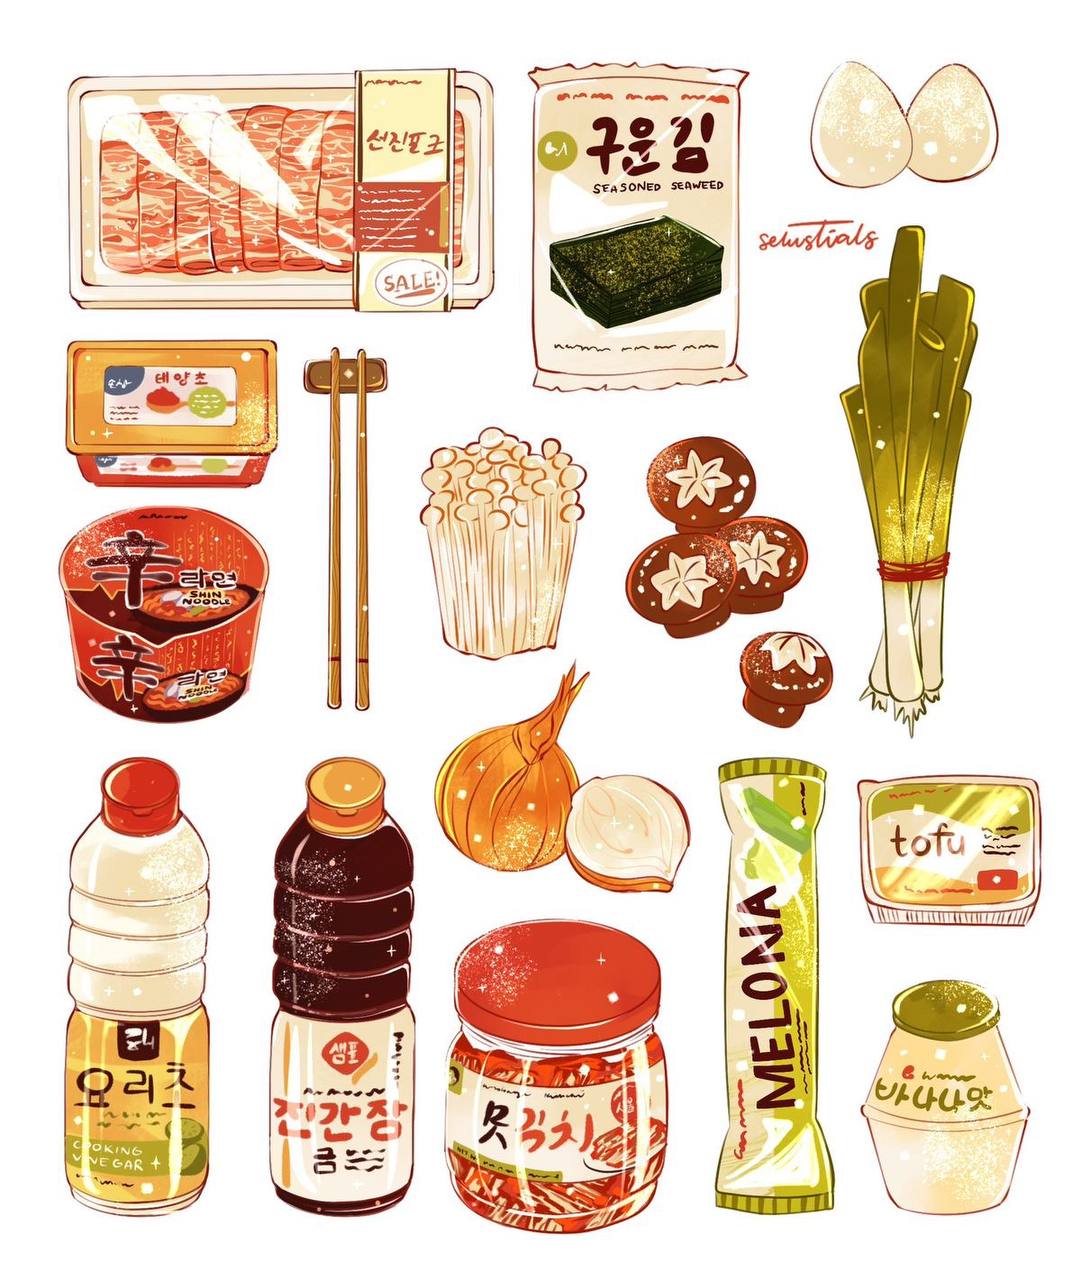 선진포크
SALE!
구운김
SEASONED SEAWEED
selustials
태양초
辛
라면
SHIN
NOODLE
辛
라면
SHIN
NOODLE
tofu
MELONA
요리초
COOKING
VINEGAR
샘표
진간장
금
맛김치
바나나맛